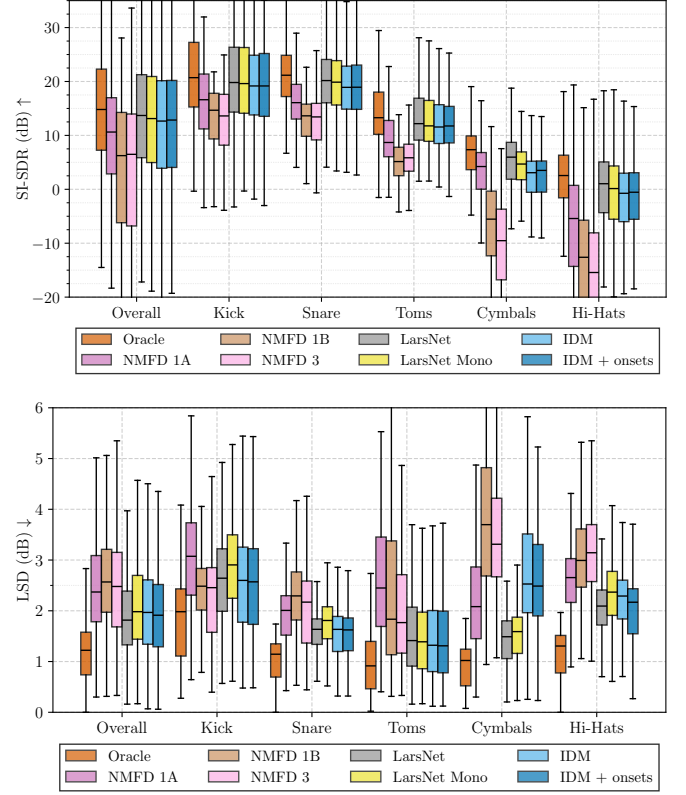 SI-SDR (dB) ↑
30
20
10
0
−10
−20
Overall Kick Snare Toms Cymbals Hi-Hats
Oracle NMFD 1B LarsNet IDM
NMFD 1A NMFD 3 LarsNet Mono IDM + onsets
LSD (dB) ↓
6
5
4
3
2
1
0
Overall Kick Snare Toms Cymbals Hi-Hats
Oracle NMFD 1B LarsNet IDM
NMFD 1A NMFD 3 LarsNet Mono IDM + onsets